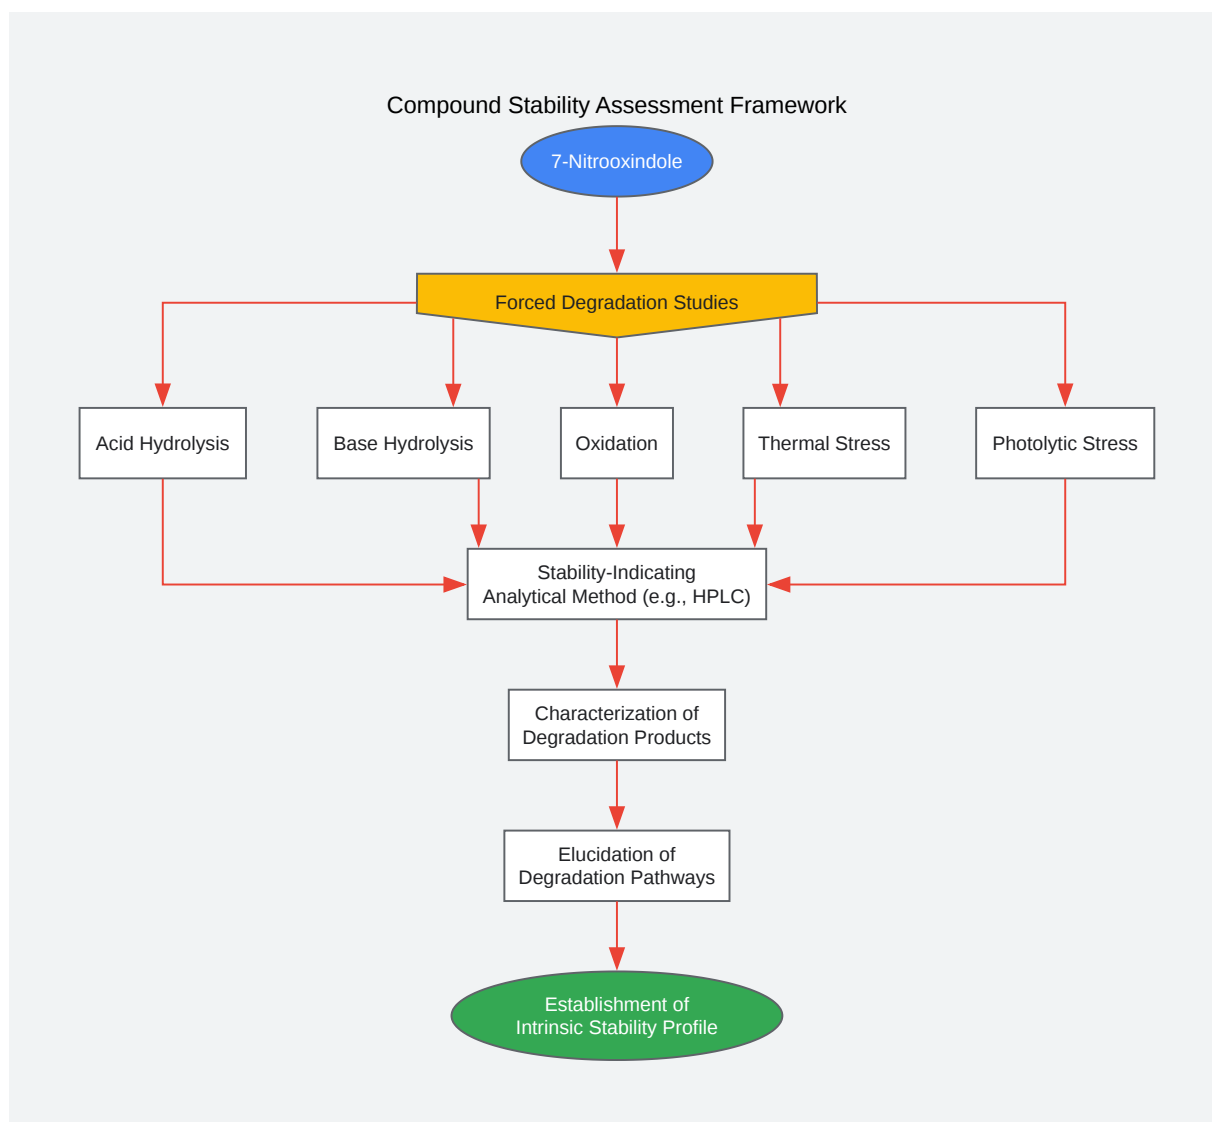 Compound Stability Assessment Framework
7-Nitrooxindole
Forced Degradation Studies
Acid Hydrolysis
Base Hydrolysis
Oxidation
Thermal Stress
Photolytic Stress
Stability-Indicating
Analytical Method (e.g., HPLC)
Characterization of
Degradation Products
Elucidation of
Degradation Pathways
Establishment of
Intrinsic Stability Profile